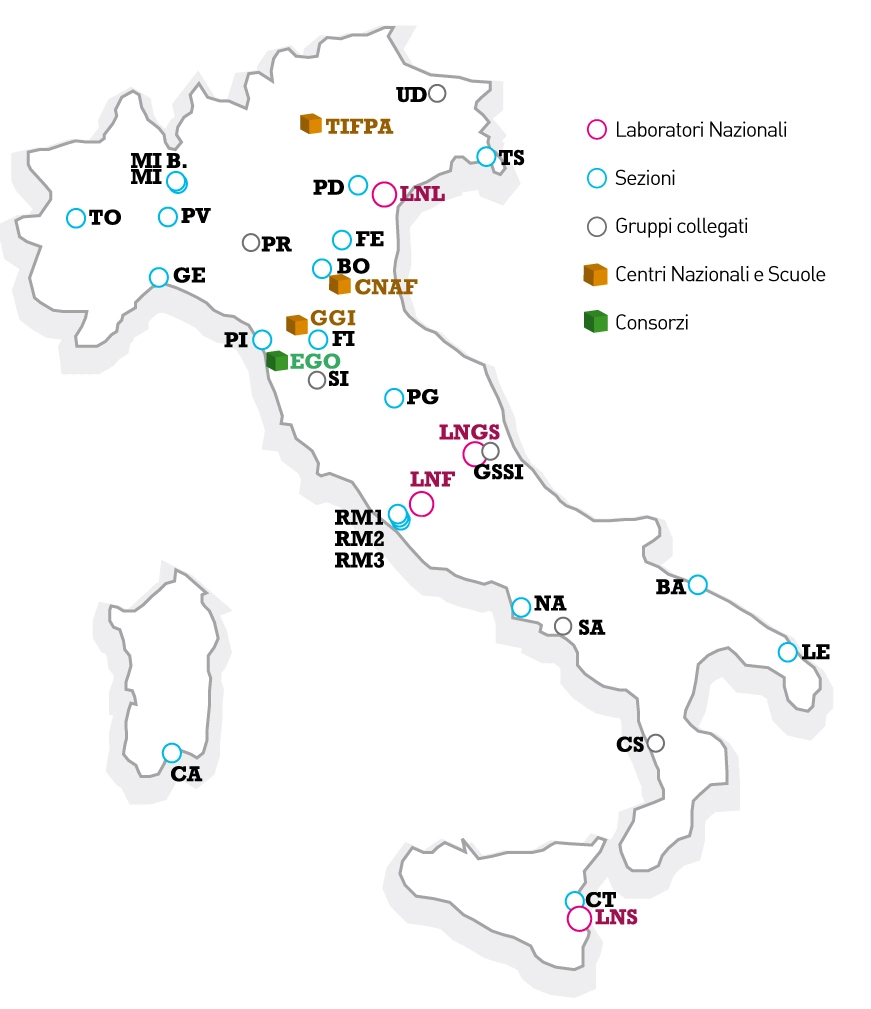 UD
TIFPA
Laboratori Nazionali
MI B.
MI
TS
Sezioni
PD
LNL
TO
PV
Gruppi collegati
PR
FE
BO
GE
CNAF
Centri Nazionali e Scuole
GGI
Consorzi
PI
FI
EGO
SI
PG
LNGS
GSSI
LNF
RM1
RM2
RM3
BA
NA
SA
LE
CS
CA
CT
LNS